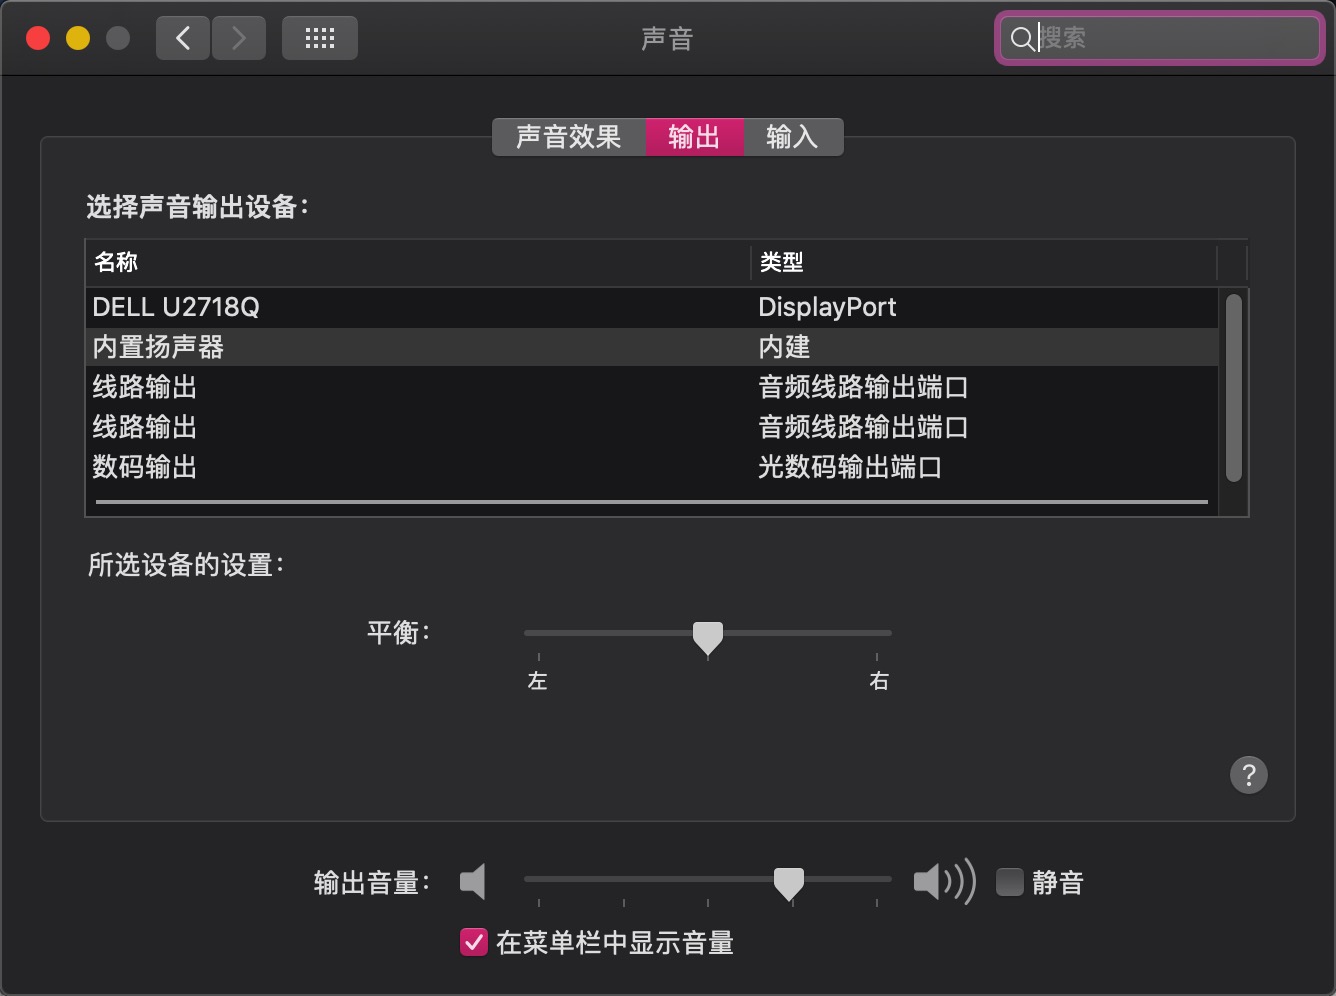 声音
搜索
声音效果 输出 输入
选择声音输出设备：
名称 类型
DELL U2718Q DisplayPort
内置扬声器 内建
线路输出 音频线路输出端口
线路输出 音频线路输出端口
数码输出 光数码输出端口
所选设备的设置：
平衡：
左 右
?
输出音量： 静音
在菜单栏中显示音量